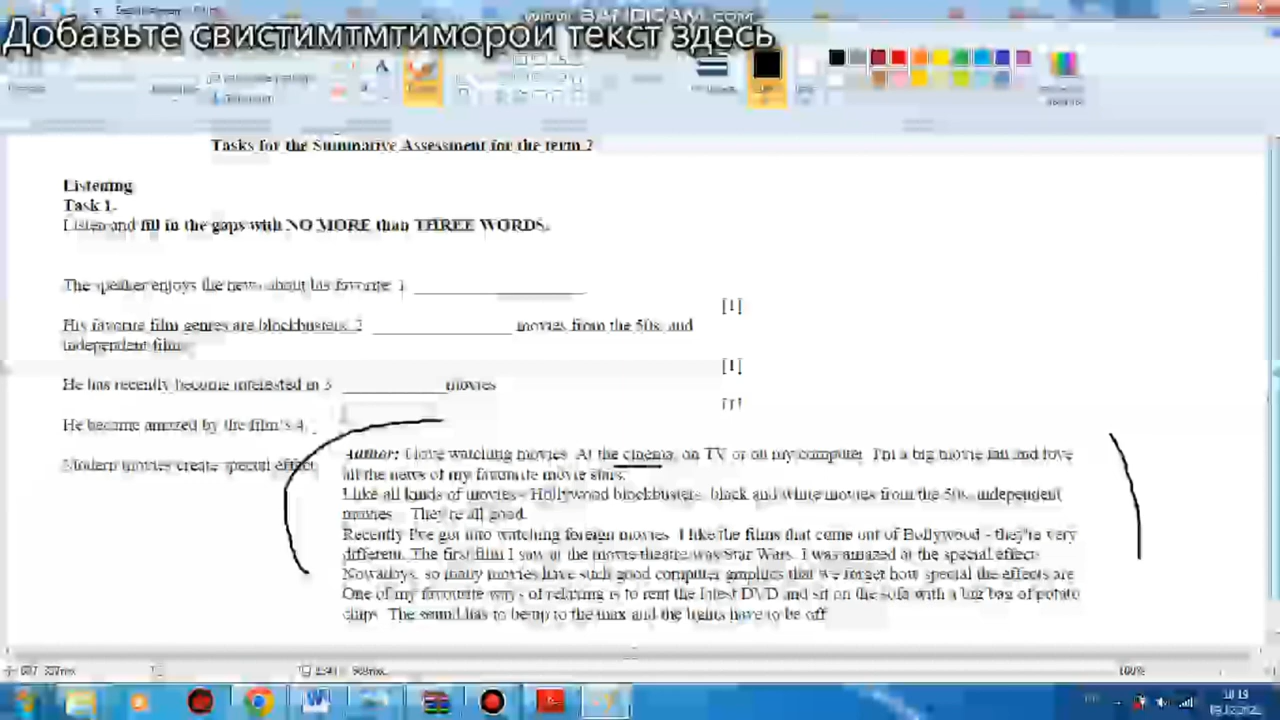 BANDICAM.COM
Добавьте свистимтмтиморои текст здесь
Tasks for the Summative Assessment for the term 2
Listening
Task 1.
Listen and fill in the gaps with NO MORE than THREE WORDS.
The speaker enjoys the news about his favorite 1 ____________
[1]
His favorite film genres are blockbusters, 2 ____________ movies from the 50s, and
independent film
[1]
He has recently become interested in 3 ____________ movies
[1]
He became amazed by the film's 4.
Author: I love watching movies. At the cinema, on TV or on my computer. I'm a big movie fan and love
Modern movies create special effect
all the news of my favourite movie stars.
I like all kinds of movies - Hollywood blockbusters, black and white movies from the 50s, independent
movies. They're all good.
Recently I've got into watching foreign movies. I like the films that come out of Bollywood - they're very
different. The first film I saw at the movie theatre was Star Wars. I was amazed at the special effects
Nowadays, so many movies have such good computer graphics that we forget how special the effects are
One of my favourite ways of relaxing is to rent the latest DVD and sit on the sofa with a big bag of potato
chips. The sound has to be up to the max and the lights have to be off
100%
10:19